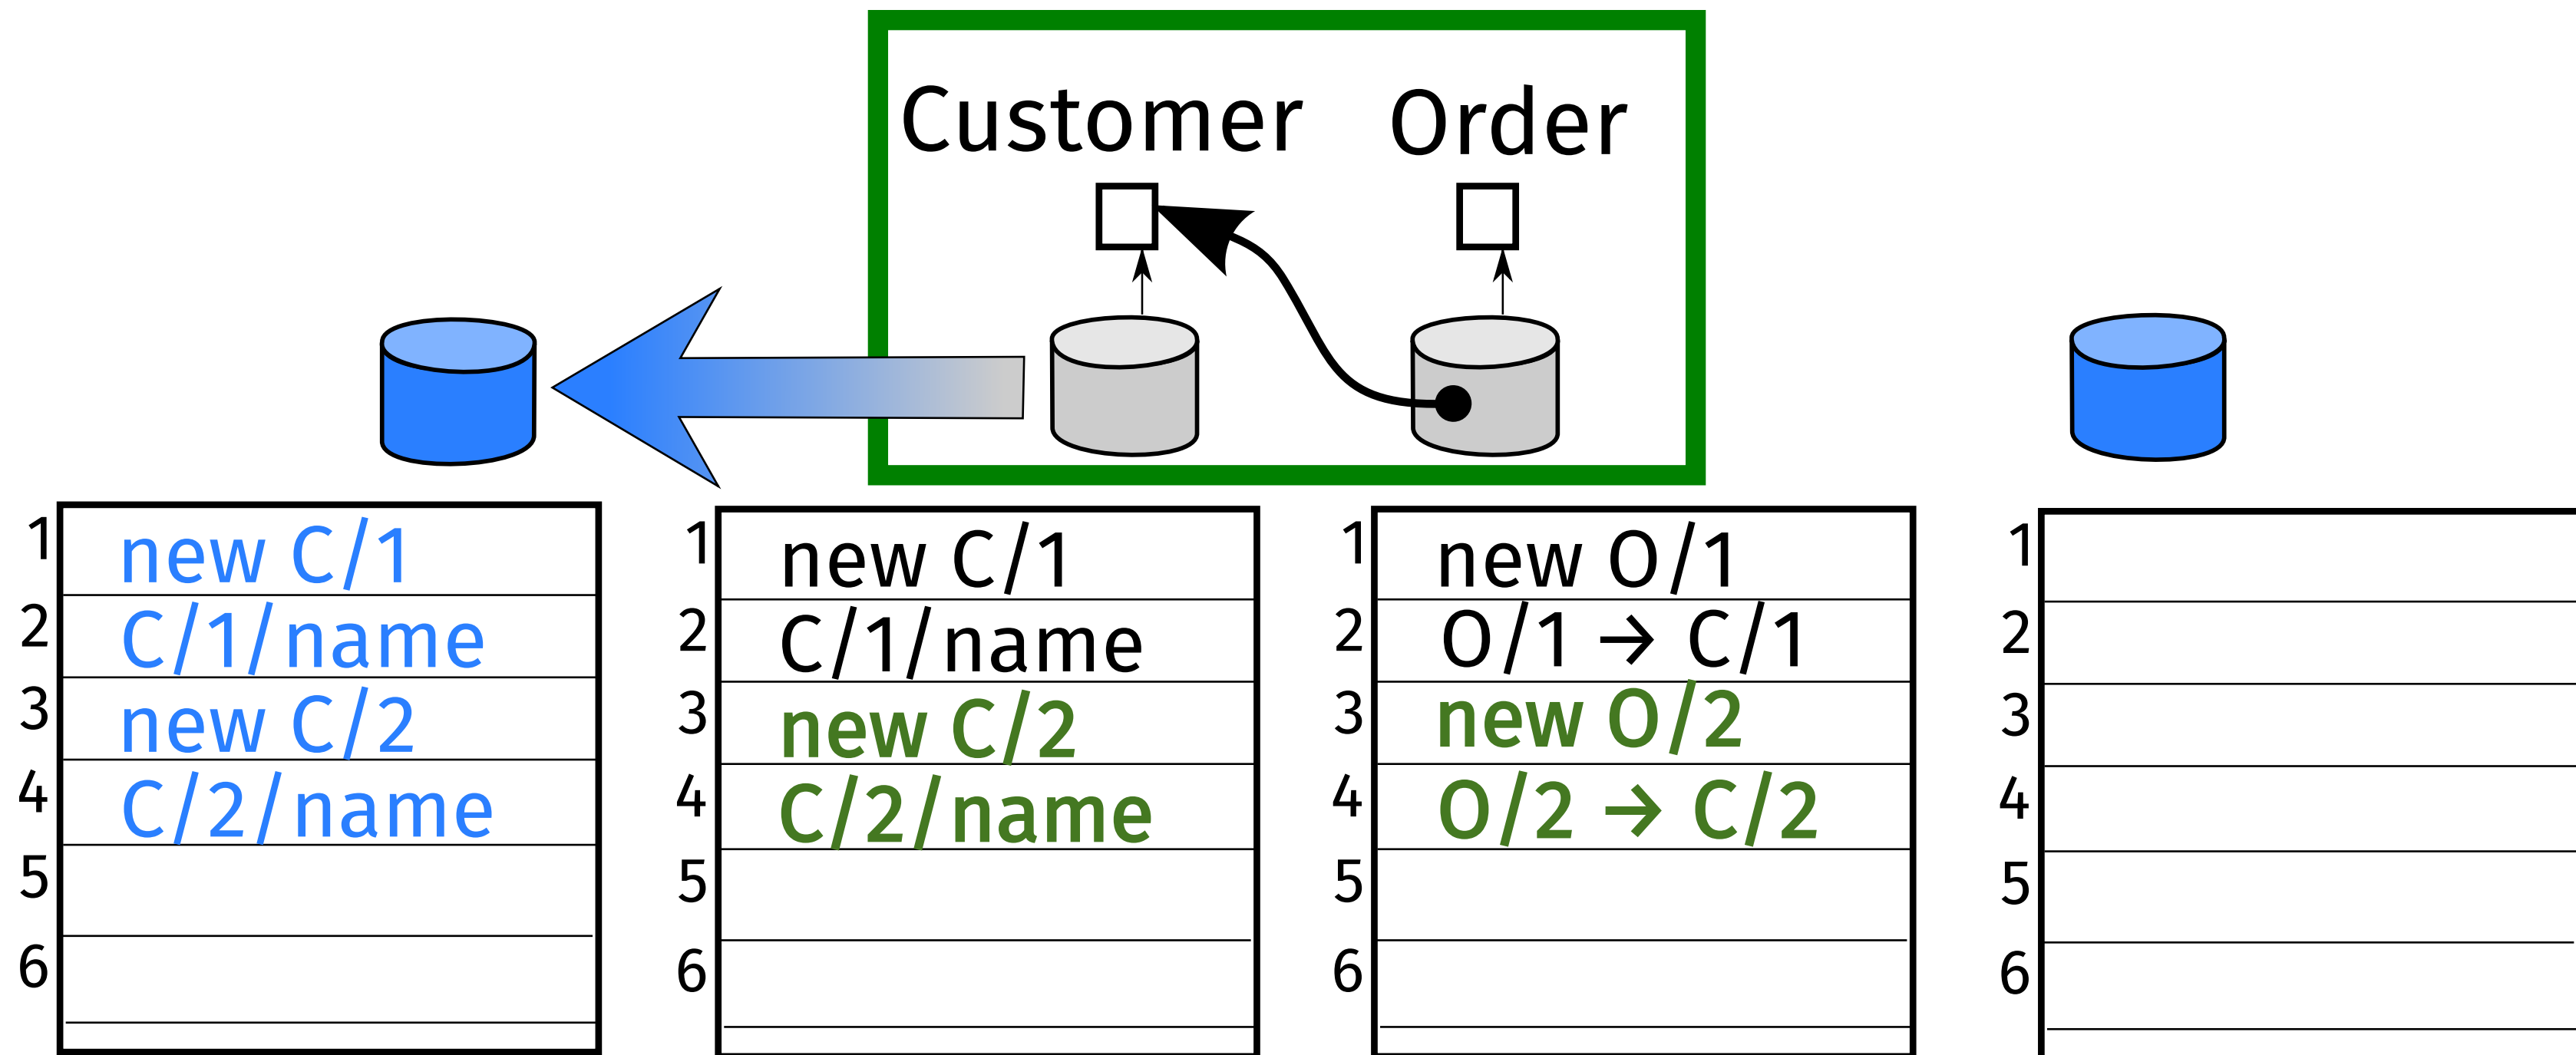 Customer Order
1 new C/1
2 C/1/name
3 new C/2
4 C/2/name
5
6
1 new C/1
2 C/1/name
3 new C/2
4 C/2/name
5
6
1 new O/1
2 O/1 → C/1
3 new O/2
4 O/2 → C/2
5
6
1
2
3
4
5
6